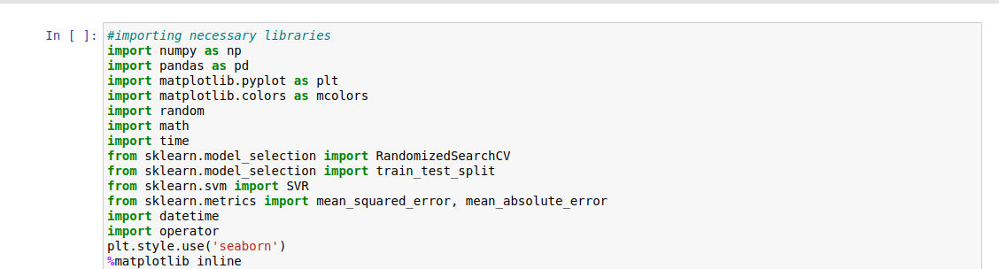 In [ ]: #importing necessary libraries
import numpy as np
import pandas as pd
import matplotlib.pyplot as plt
import matplotlib.colors as mcolors
import random
import math
import time
from sklearn.model_selection import RandomizedSearchCV
from sklearn.model_selection import train_test_split
from sklearn.svm import SVR
from sklearn.metrics import mean_squared_error, mean_absolute_error
import datetime
import operator
plt.style.use('seaborn')
%matplotlib inline